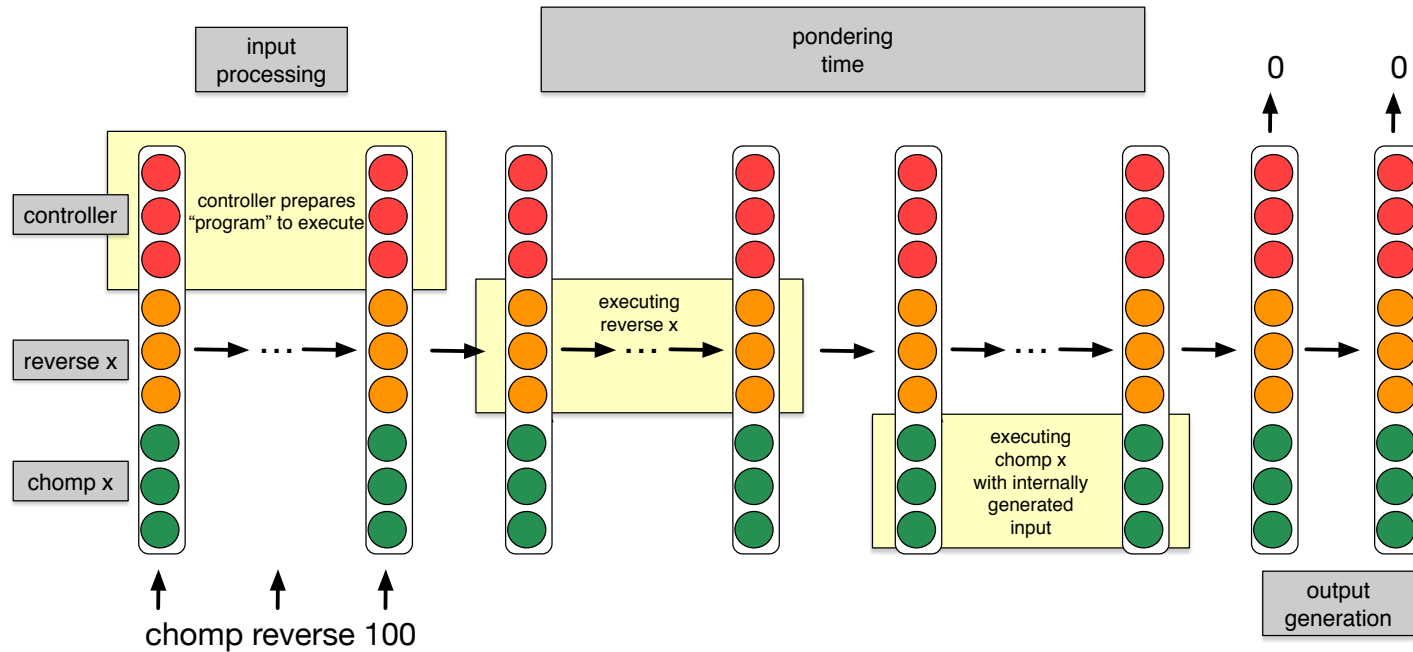 input
processing
pondering
time
0 0
controller
controller prepares
“program” to execute
executing
reverse x
reverse x
... ... ...
chomp x
executing
chomp x
with internally
generated
input
output
generation
chomp reverse 100